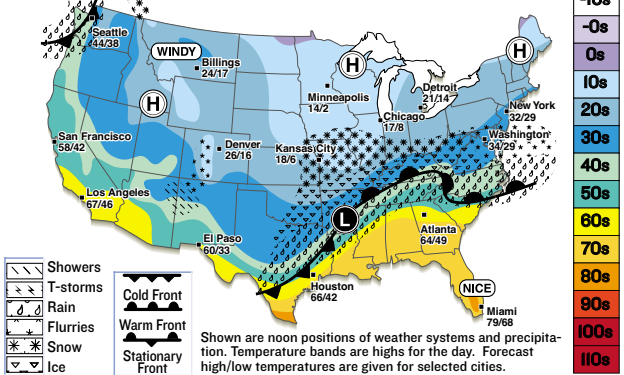 Seattle
44/38
WINDY
Billings
24/17
H
H
H
Minneapolis
14/2
Detroit
21/14
Chicago
17/8
New York
32/29
Washington
34/29
San Francisco
58/42
Denver
26/16
Kansas City
18/6
Los Angeles
67/46
El Paso
60/33
L
Atlanta
64/49
Houston
66/42
NICE
Miami
79/68
-10s
-0s
0s
10s
20s
30s
40s
50s
60s
70s
80s
90s
100s
110s
Showers
T-storms
Rain
Flurries
Snow
Ice
Cold Front
Warm Front
Stationary
Front
Shown are noon positions of weather systems and precipita-
tion. Temperature bands are highs for the day. Forecast
high/low temperatures are given for selected cities.